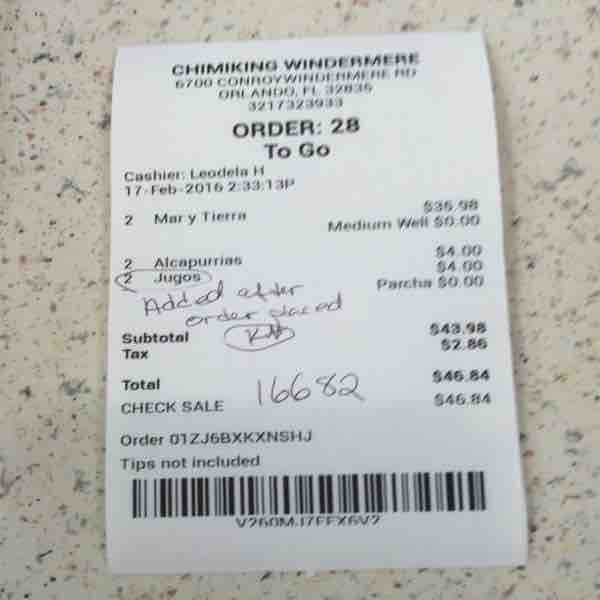 CHIMIKING WINDERMERE
6700 CONROYWINDERMERE RD
ORLANDO, FL 32835
3217323933
ORDER: 28
To Go
Cashier: Leodela H
17-Feb-2016 2:33:13P
2 Mar y Tierra $35.98
Medium Well $0.00
2 Alcapurrias $4.00
2 Jugos $4.00
Parcha $0.00
Added after
order placed
Subtotal $43.98
Tax $2.86
Total $46.84
16682
CHECK SALE $46.84
Order 01ZJ6BXKXNSHJ
Tips not included